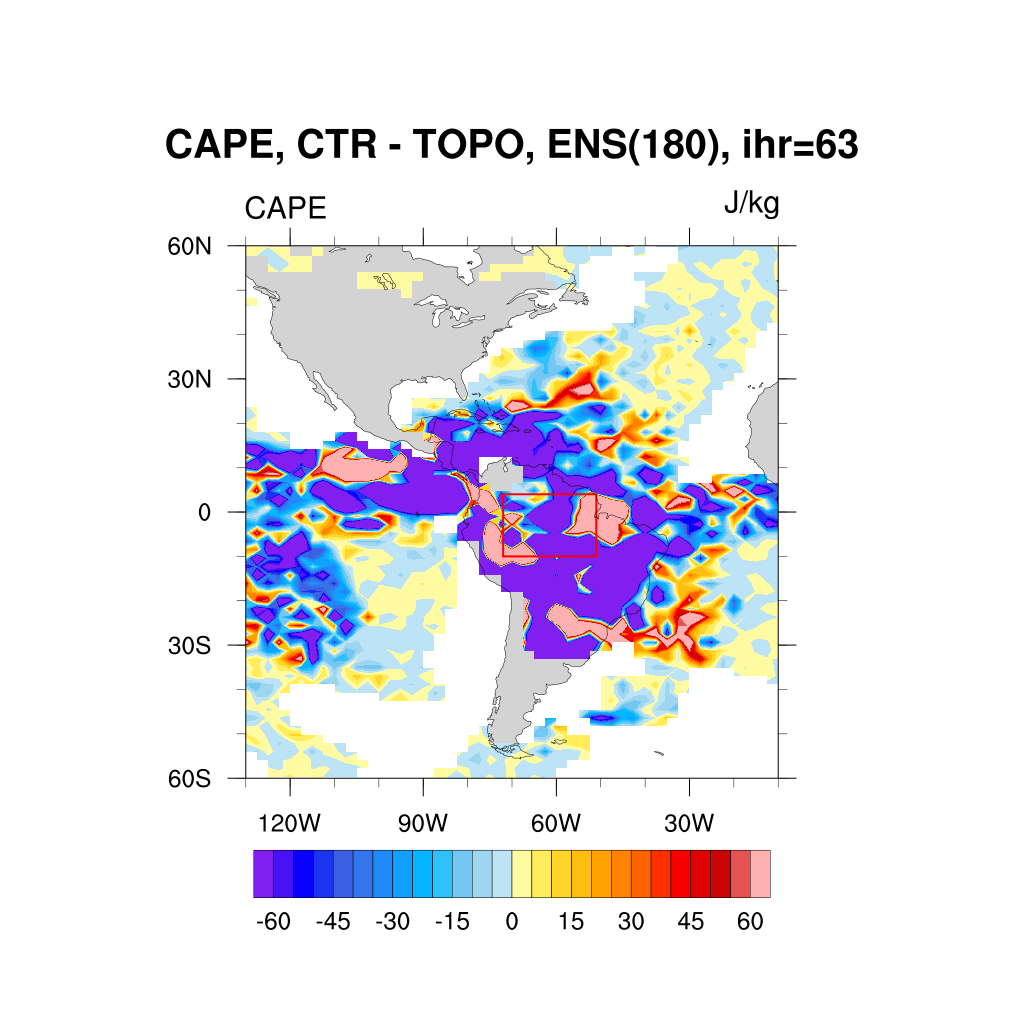 CAPE, CTR - TOPO, ENS(180), ihr=63
CAPE J/kg
60N
30N
0
30S
60S
120W 90W 60W 30W
-60 -45 -30 -15 0 15 30 45 60